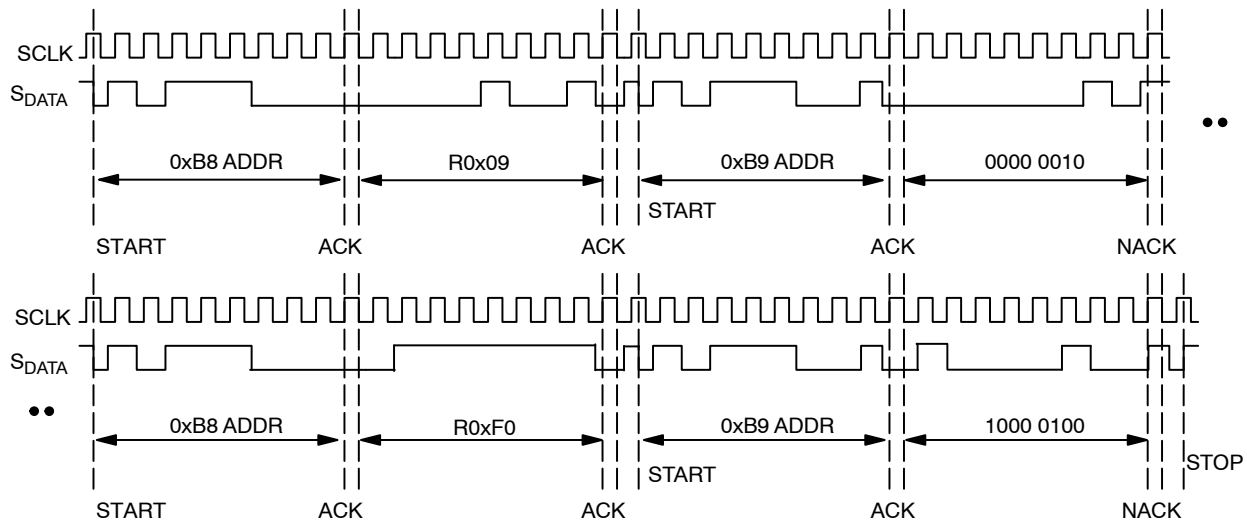 SCLK
SDATA
0xB8 ADDR R0x09 0xB9 ADDR 0000 0010
START
START ACK ACK ACK NACK
SCLK
SDATA
0xB8 ADDR R0xF0 0xB9 ADDR 1000 0100
START STOP
START ACK ACK ACK NACK